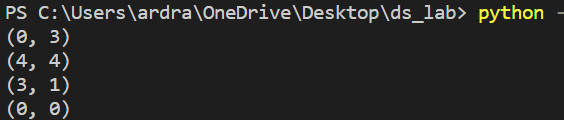 PS C:\Users\ardra\OneDrive\Desktop\ds_lab> python -
(0, 3)
(4, 4)
(3, 1)
(0, 0)